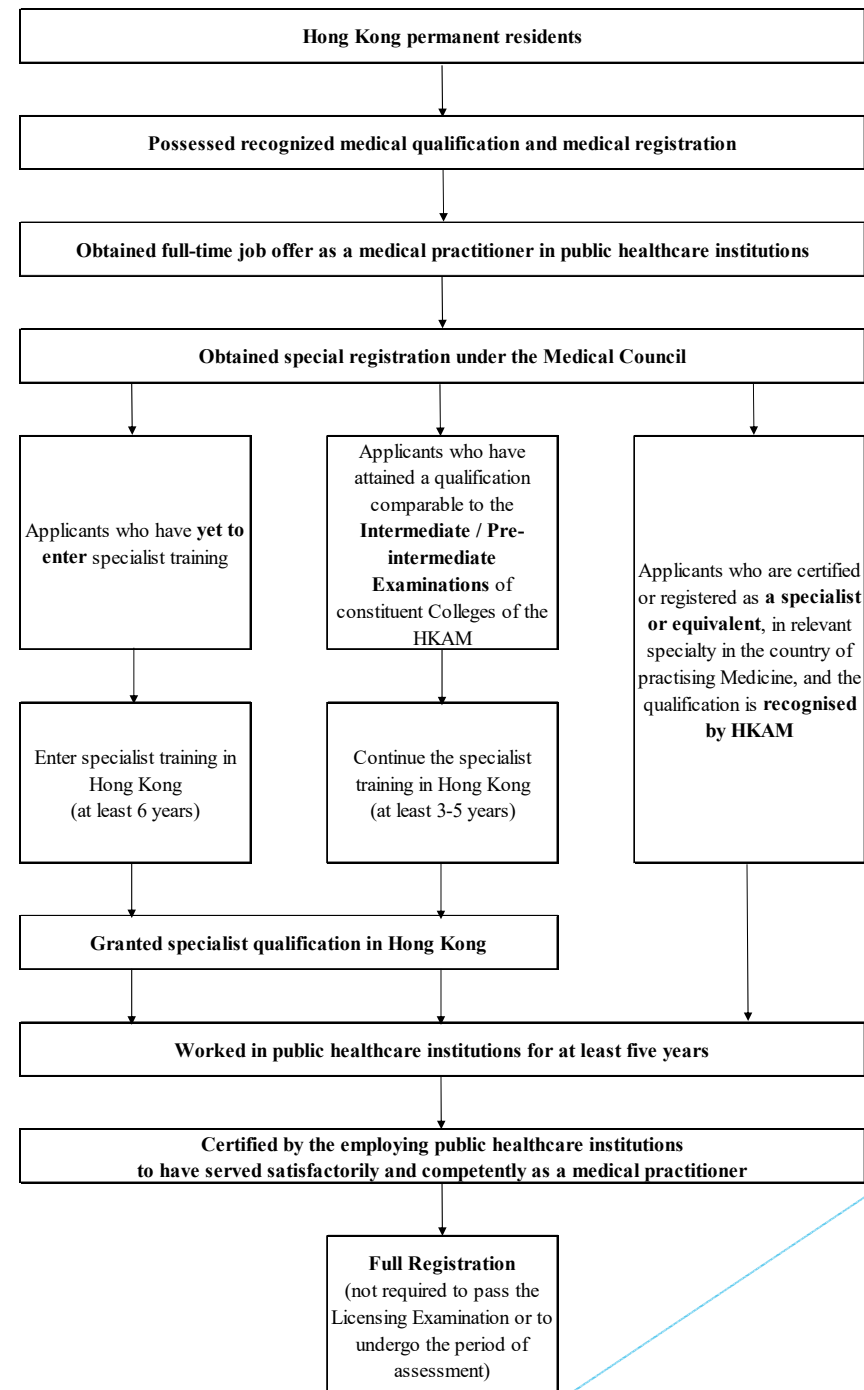 Hong Kong permanent residents
Possessed recognized medical qualification and medical registration
Obtained full-time job offer as a medical practitioner in public healthcare institutions
Obtained special registration under the Medical Council
Applicants who have yet to
enter specialist training
Applicants who have
attained a qualification
comparable to the
Intermediate / Pre-
intermediate
Examinations of
constituent Colleges of the
HKAM
Applicants who are certified
or registered as a specialist
or equivalent, in relevant
specialty in the country of
practising Medicine, and the
qualification is recognised
by HKAM
Enter specialist training in
Hong Kong
(at least 6 years)
Continue the specialist
training in Hong Kong
(at least 3-5 years)
Granted specialist qualification in Hong Kong
Worked in public healthcare institutions for at least five years
Certified by the employing public healthcare institutions
to have served satisfactorily and competently as a medical practitioner
Full Registration
(not required to pass the
Licensing Examination or to
undergo the period of
assessment)